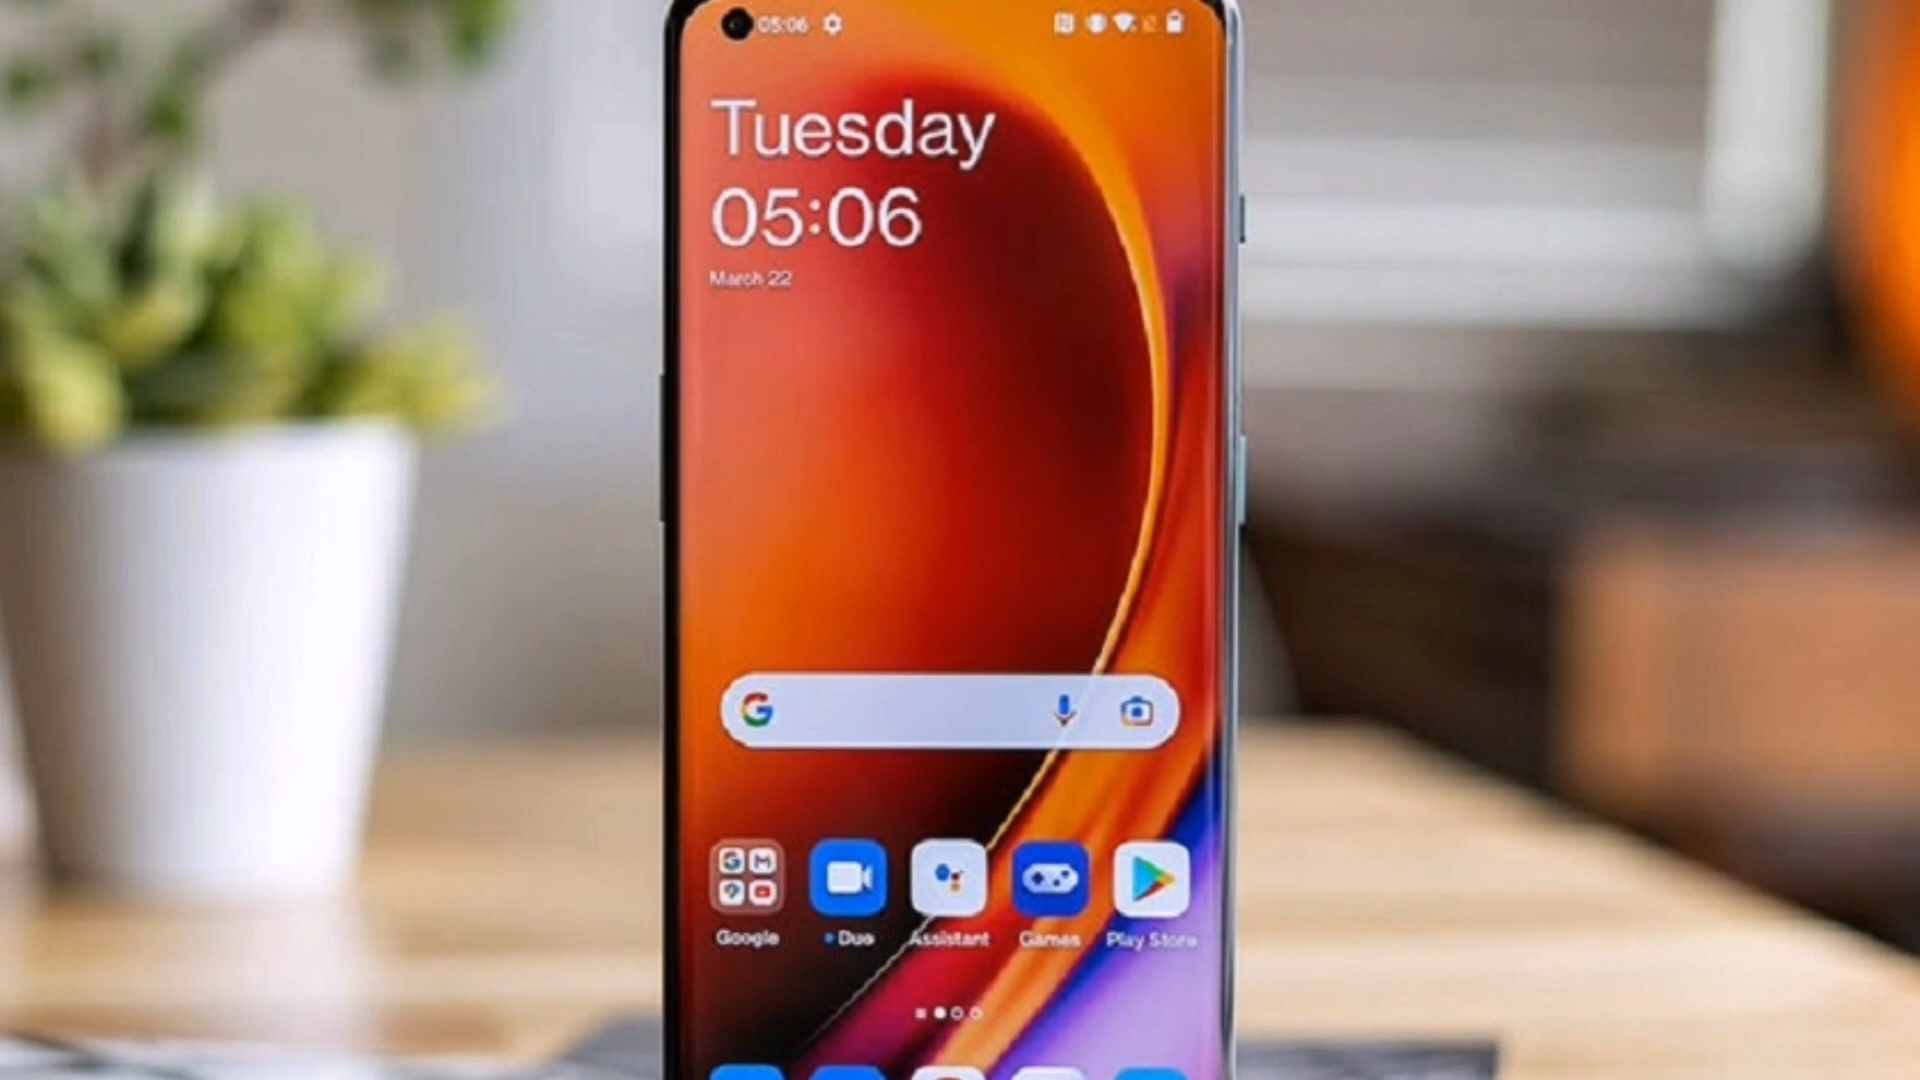 05:06
Tuesday
05:06
March 22
Google
Duo
Assistant
Games
Play Store